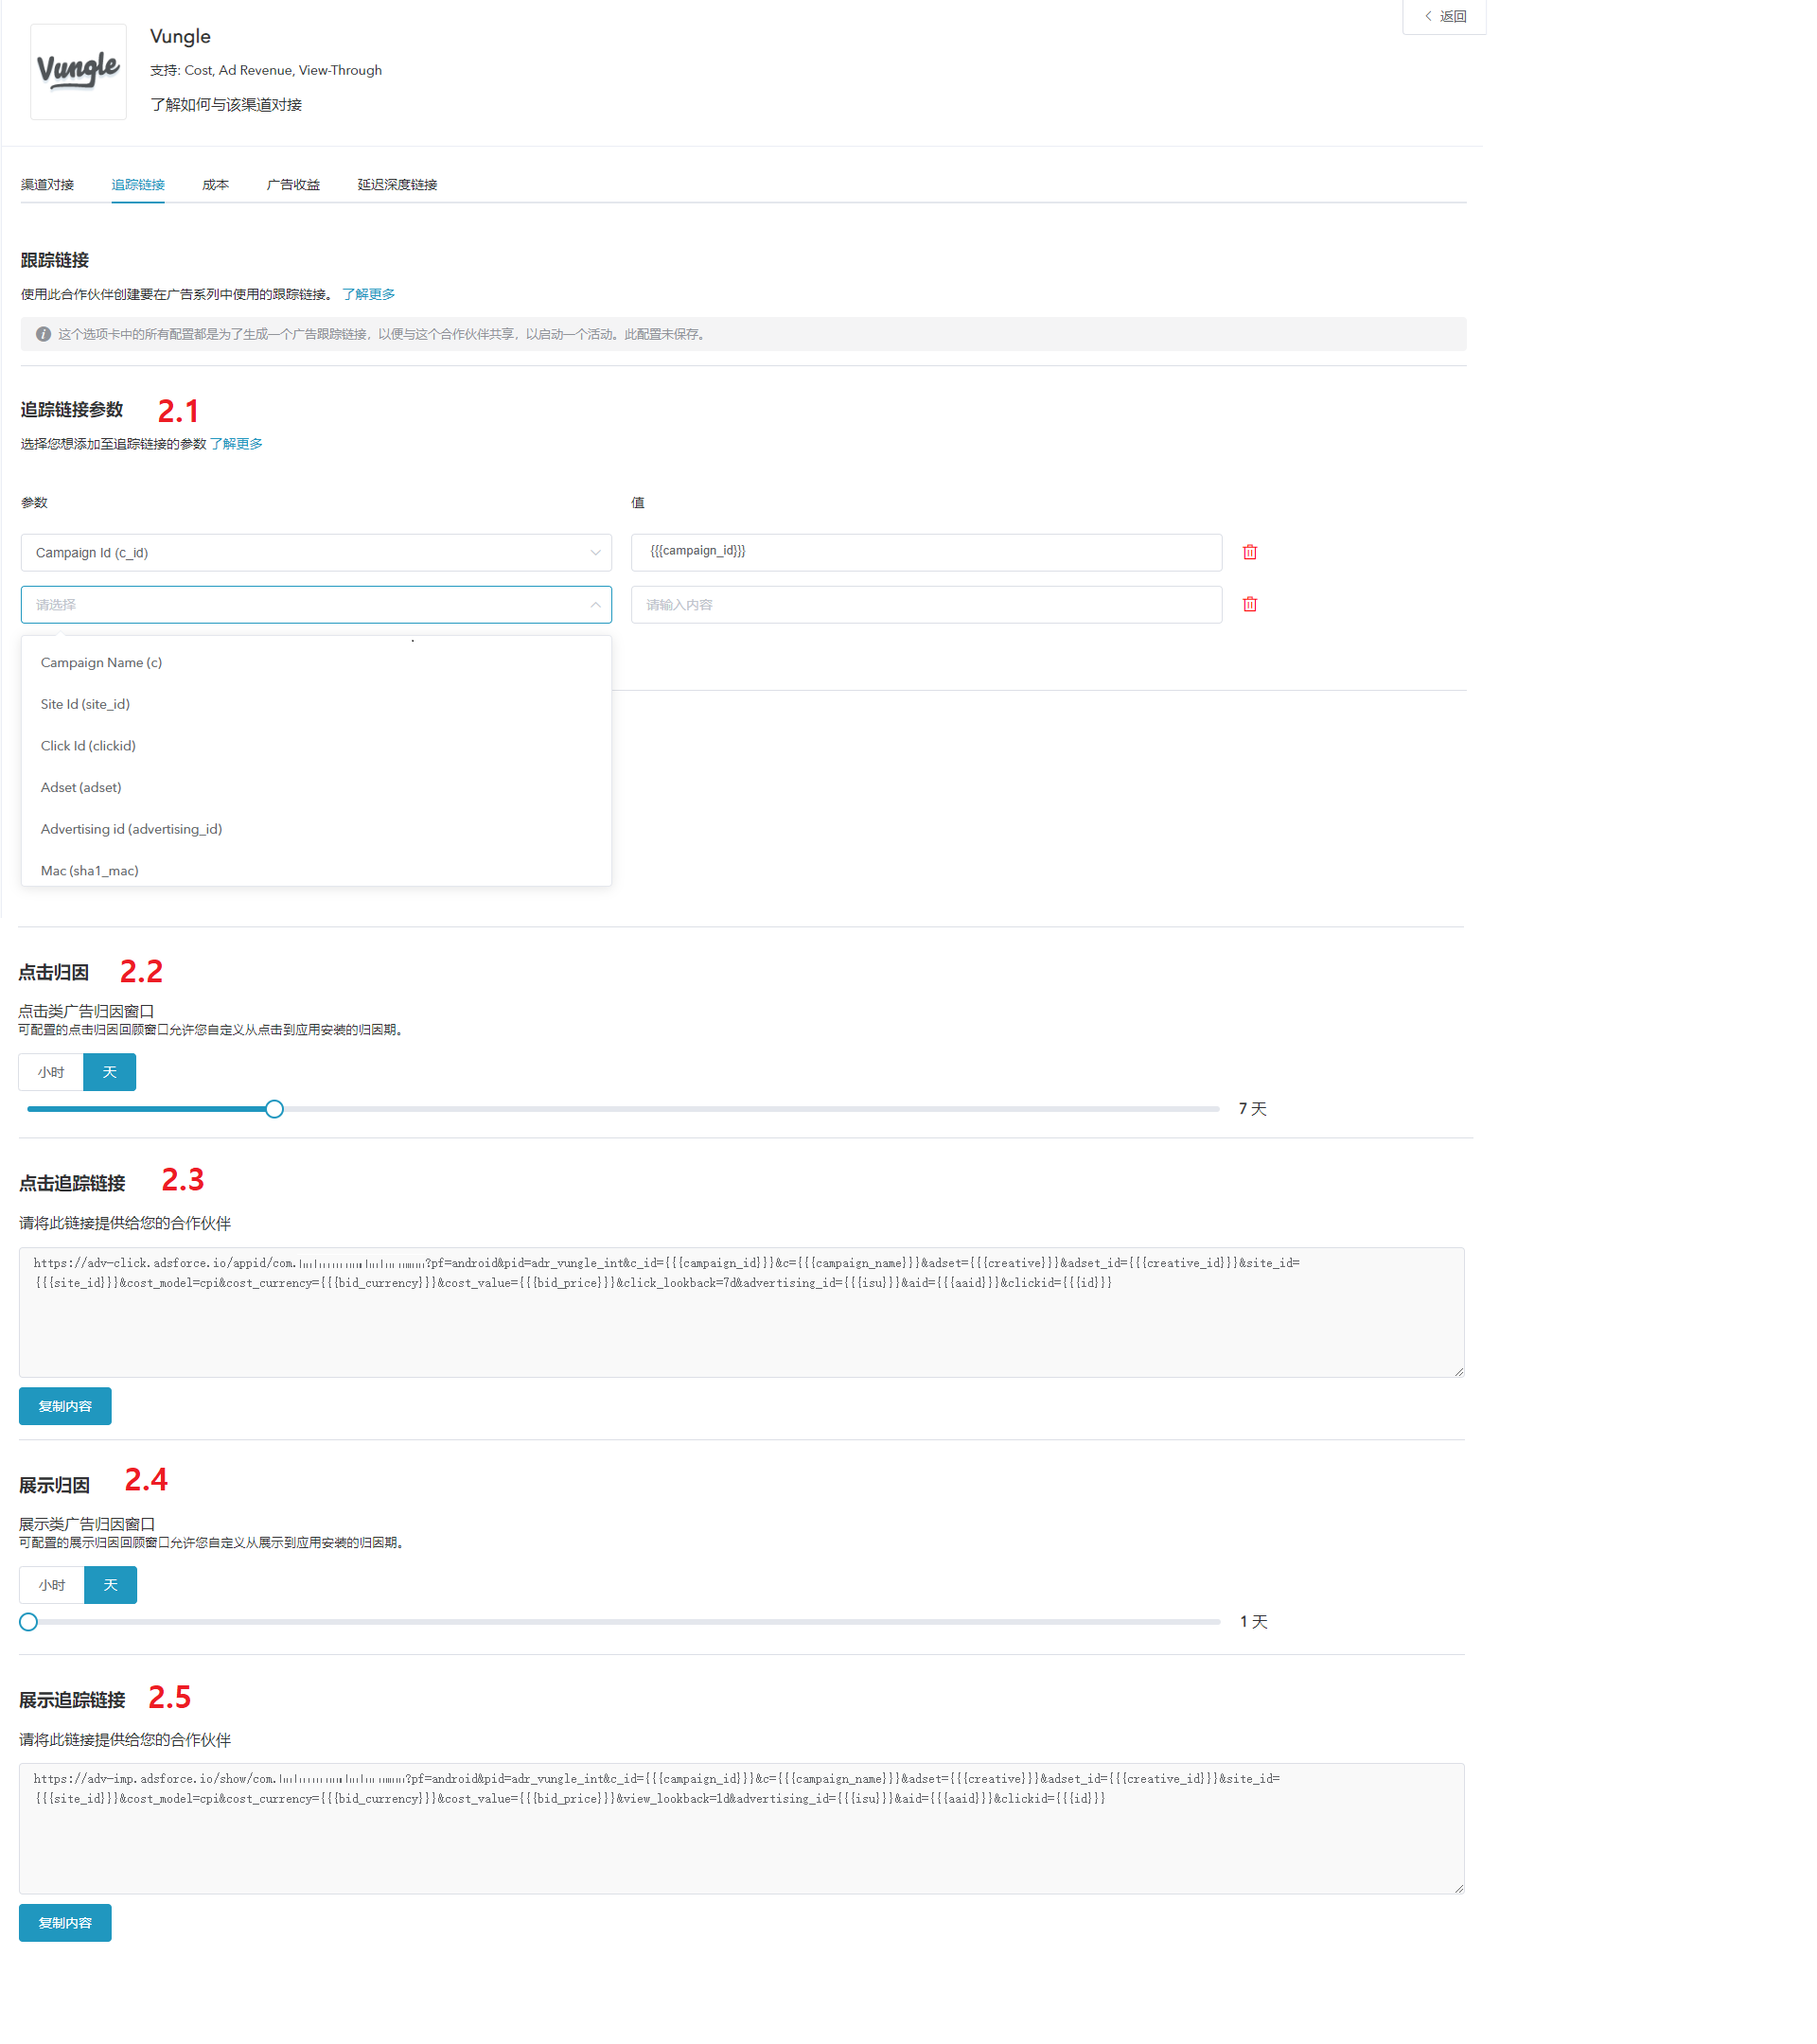 返回
Vungle
Vungle
支持: Cost, Ad Revenue, View-Through
了解如何与该渠道对接
渠道对接 追踪链接 成本 广告收益 延迟深度链接
跟踪链接
使用此合作伙伴创建要在广告系列中使用的跟踪链接。 了解更多
这个选项卡中的所有配置都是为了生成一个广告跟踪链接，以便与这个合作伙伴共享，以启动一个活动。此配置未保存。
追踪链接参数 2.1
选择您想添加至追踪链接的参数 了解更多
参数 值
Campaign Id (c_id) {{{campaign_id}}}
请选择 请输入内容
Campaign Name (c)
Site Id (site_id)
Click Id (clickid)
Adset (adset)
Advertising id (advertising_id)
Mac (sha1_mac)
点击归因 2.2
点击类广告归因窗口
可配置的点击归因回顾窗口允许您自定义从点击到应用安装的归因期。
小时 天
7 天
点击追踪链接 2.3
请将此链接提供给您的合作伙伴
https://adv-click.adsforce.io/appid/com. ?pf=android&pid=adr_vungle_int&c_id={{{campaign_id}}}&c={{{campaign_name}}}&adset={{{creative}}}&adset_id={{{creative_id}}}&site_id=
{{{site_id}}}&cost_model=cpi&cost_currency={{{bid_currency}}}&cost_value={{{bid_price}}}&click_lookback=7d&advertising_id={{{isu}}}&aid={{{aaid}}}&clickid={{{id}}}
复制内容
展示归因 2.4
展示类广告归因窗口
可配置的展示归因回顾窗口允许您自定义从展示到应用安装的归因期。
小时 天
1 天
展示追踪链接 2.5
请将此链接提供给您的合作伙伴
https://adv-imp.adsforce.io/show/com. ?pf=android&pid=adr_vungle_int&c_id={{{campaign_id}}}&c={{{campaign_name}}}&adset={{{creative}}}&adset_id={{{creative_id}}}&site_id=
{{{site_id}}}&cost_model=cpi&cost_currency={{{bid_currency}}}&cost_value={{{bid_price}}}&view_lookback=1d&advertising_id={{{isu}}}&aid={{{aaid}}}&clickid={{{id}}}
复制内容